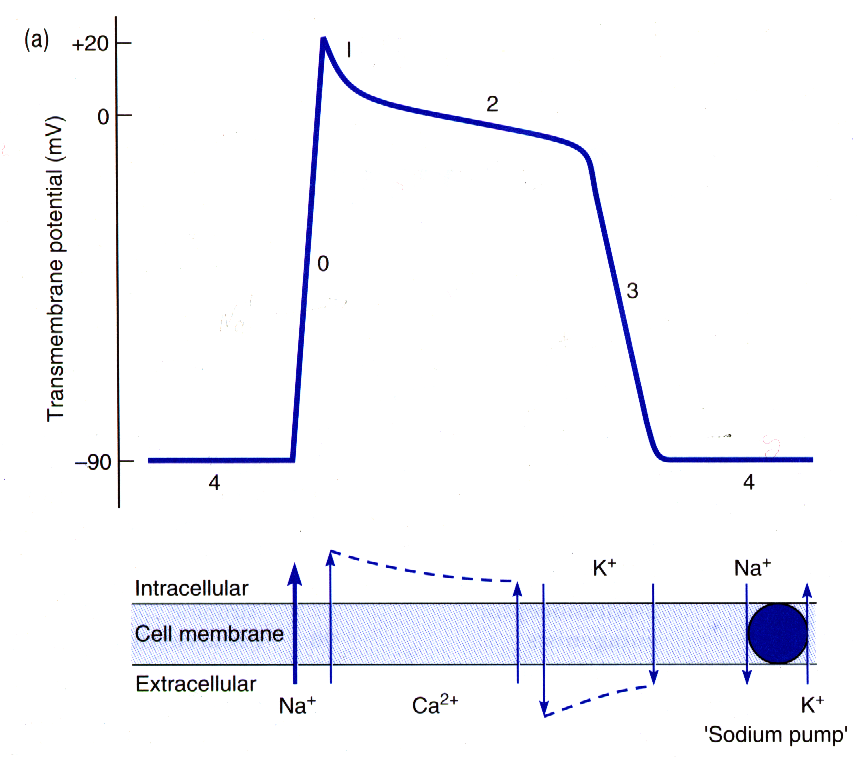 (a)
+20
1
2
0
Transmembrane potential (mV)
0
3
–90
4
4
K⁺
Na⁺
Intracellular
Cell membrane
Extracellular
Na⁺
Ca²⁺
K⁺
'Sodium pump'